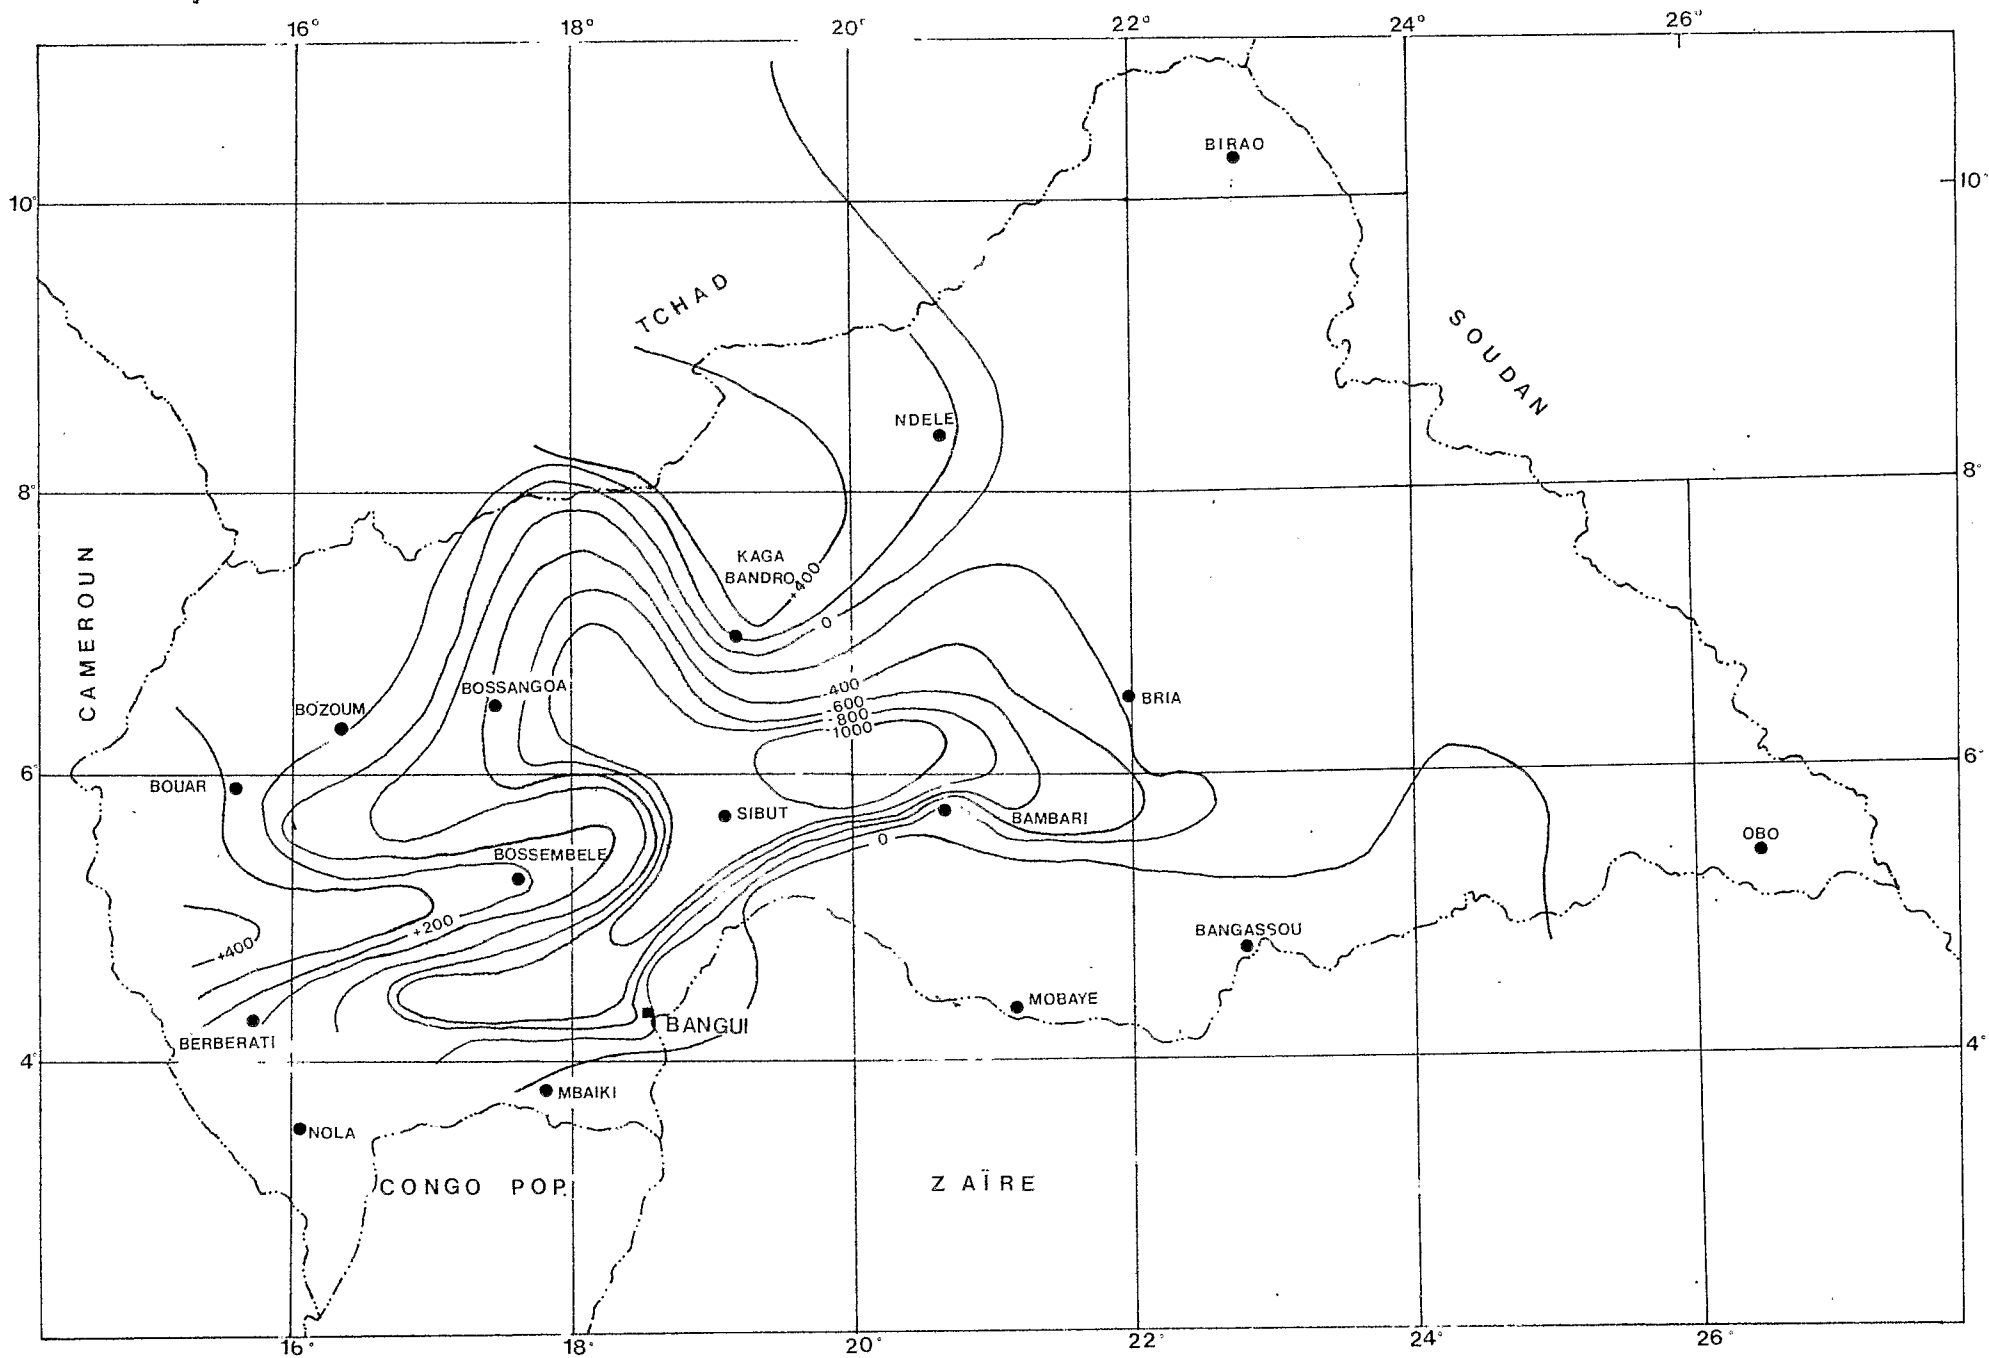 16° 18° 20° 22° 24° 26°
BIRAO
10° 10°
TCHAD
SOUDAN
NDELE
8° 8°
CAMEROUN
KAGA
BANDRO
+400
0
BOSSANGOA
-400
BRIA
BOZOUM
-600
-800
-1000
6° 6°
BOUAR
SIBUT
BAMBARI
0
OBO
BOSSEMBELE
+200
BANGASSOU
+400
MOBAYE
BANGUI
BERBERATI
4° 4°
MBAIKI
NOLA
CONGO POP.
ZAÏRE
16° 18° 20° 22° 24° 26°